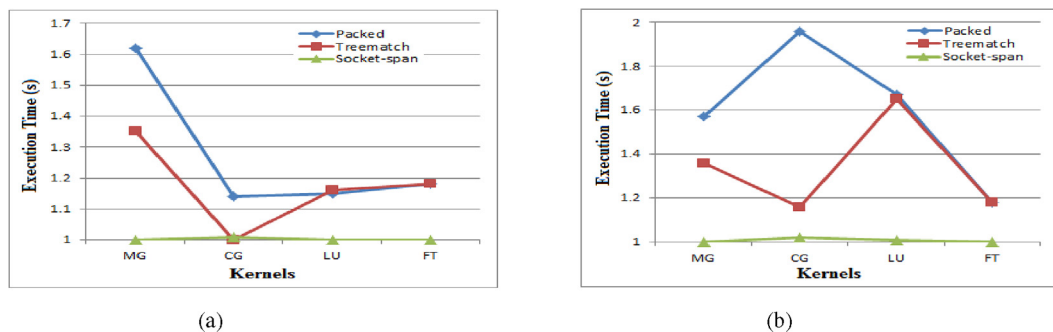 1.7
1.6
1.5
1.4
1.3
1.2
1.1
1
Execution Time (s)
Packed
Treematch
Socket-span
MG CG LU FT
Kernels
(a)
2
1.8
1.6
1.4
1.2
1
Execution Time (s)
Packed
Treematch
Socket-span
MG CG LU FT
Kernels
(b)